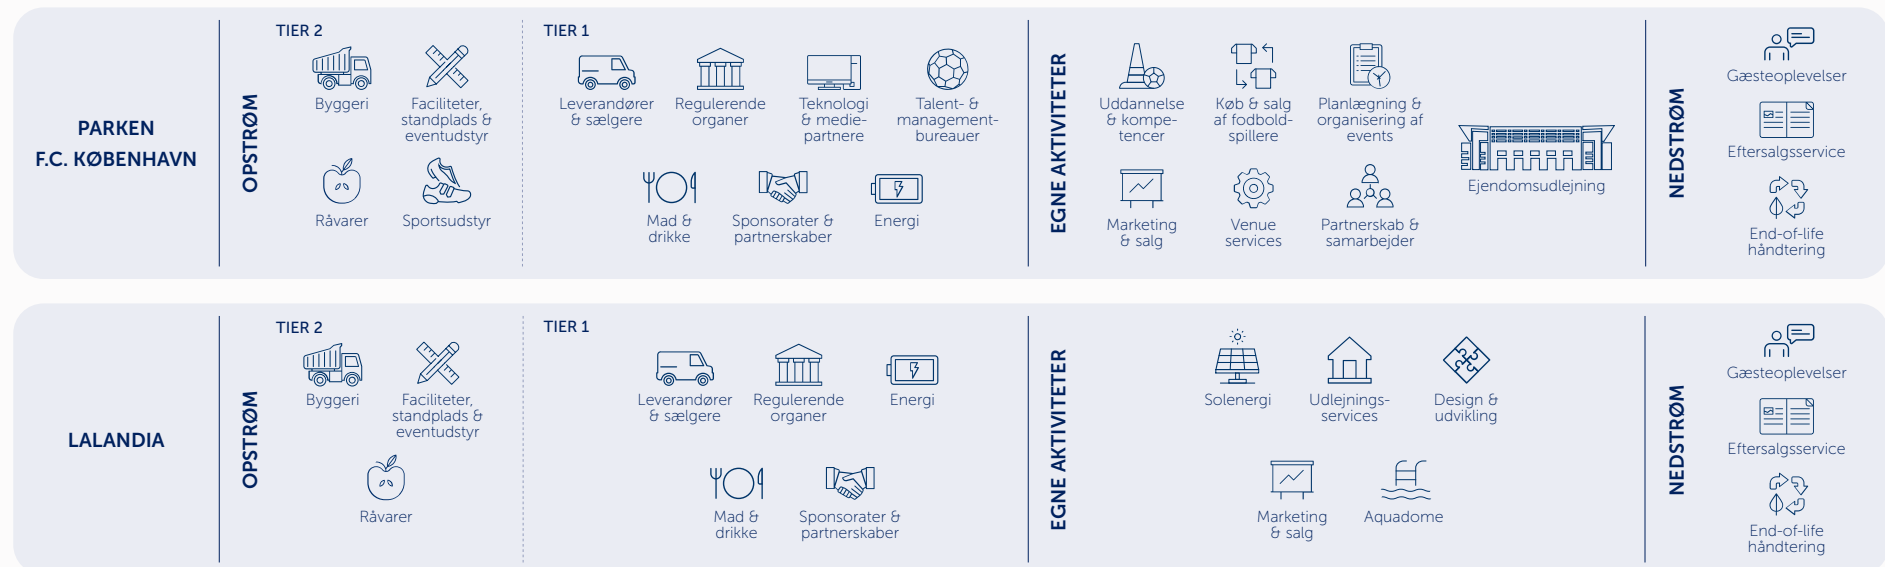 PARKEN
F.C. KØBENHAVN
OPSTRØM
TIER 2
Byggeri
Faciliteter,
standplads &
eventudstyr
Råvarer
Sportsudstyr
TIER 1
Leverandører
& sælgere
Regulerende
organer
Teknologi
& medie-
partnere
Talent- &
management-
bureauer
Mad &
drikke
Sponsorater &
partnerskaber
Energi
EGNE AKTIVITETER
Uddannelse
& kompe-
tencer
Køb & salg
af fodbold-
spillere
Planlægning &
organisering af
events
Marketing
& salg
Venue
services
Partnerskab &
samarbejder
Ejendomsudlejning
NEDSTRØM
Gæsteoplevelser
Eftersalgsservice
End-of-life
håndtering
LALANDIA
OPSTRØM
TIER 2
Byggeri
Faciliteter,
standplads &
eventudstyr
Råvarer
TIER 1
Leverandører
& sælgere
Regulerende
organer
Energi
Mad &
drikke
Sponsorater &
partnerskaber
EGNE AKTIVITETER
Solenergi
Udlejnings-
services
Design &
udvikling
Marketing
& salg
Aquadome
NEDSTRØM
Gæsteoplevelser
Eftersalgsservice
End-of-life
håndtering